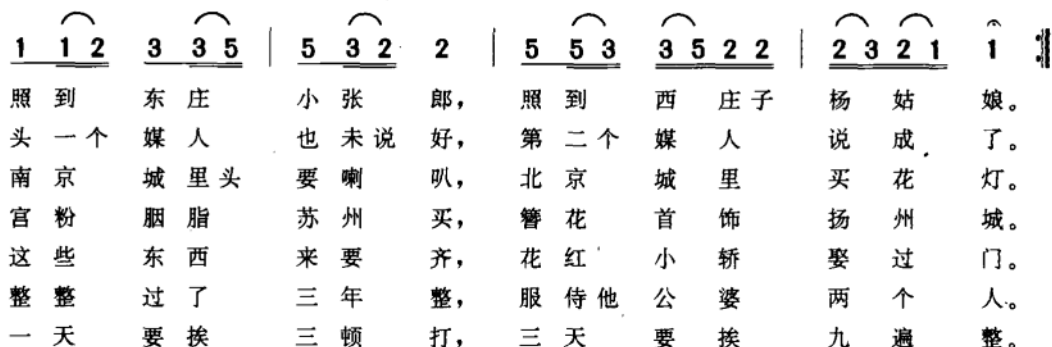 1 1 2 3 3 5 | 5 3 2 2 | 5 5 3 3 5 2 2 | 2 3 2 1 1 :‖
照到 东庄 小张 郎，照到 西庄子 杨姑 娘。
头一个 媒人 也未说 好，第二个 媒人 说成 了。
南京 城里头 要喇 叭，北京 城里 买花 灯。
宫粉 胭脂 苏州 买，簪花 首饰 扬州 城。
这些 东西 来要 齐，花红 小轿 娶过 门。
整整 过了 三年 整，服侍他 公婆 两个 人。
一天 要挨 三顿 打，三天 要挨 九遍 整。